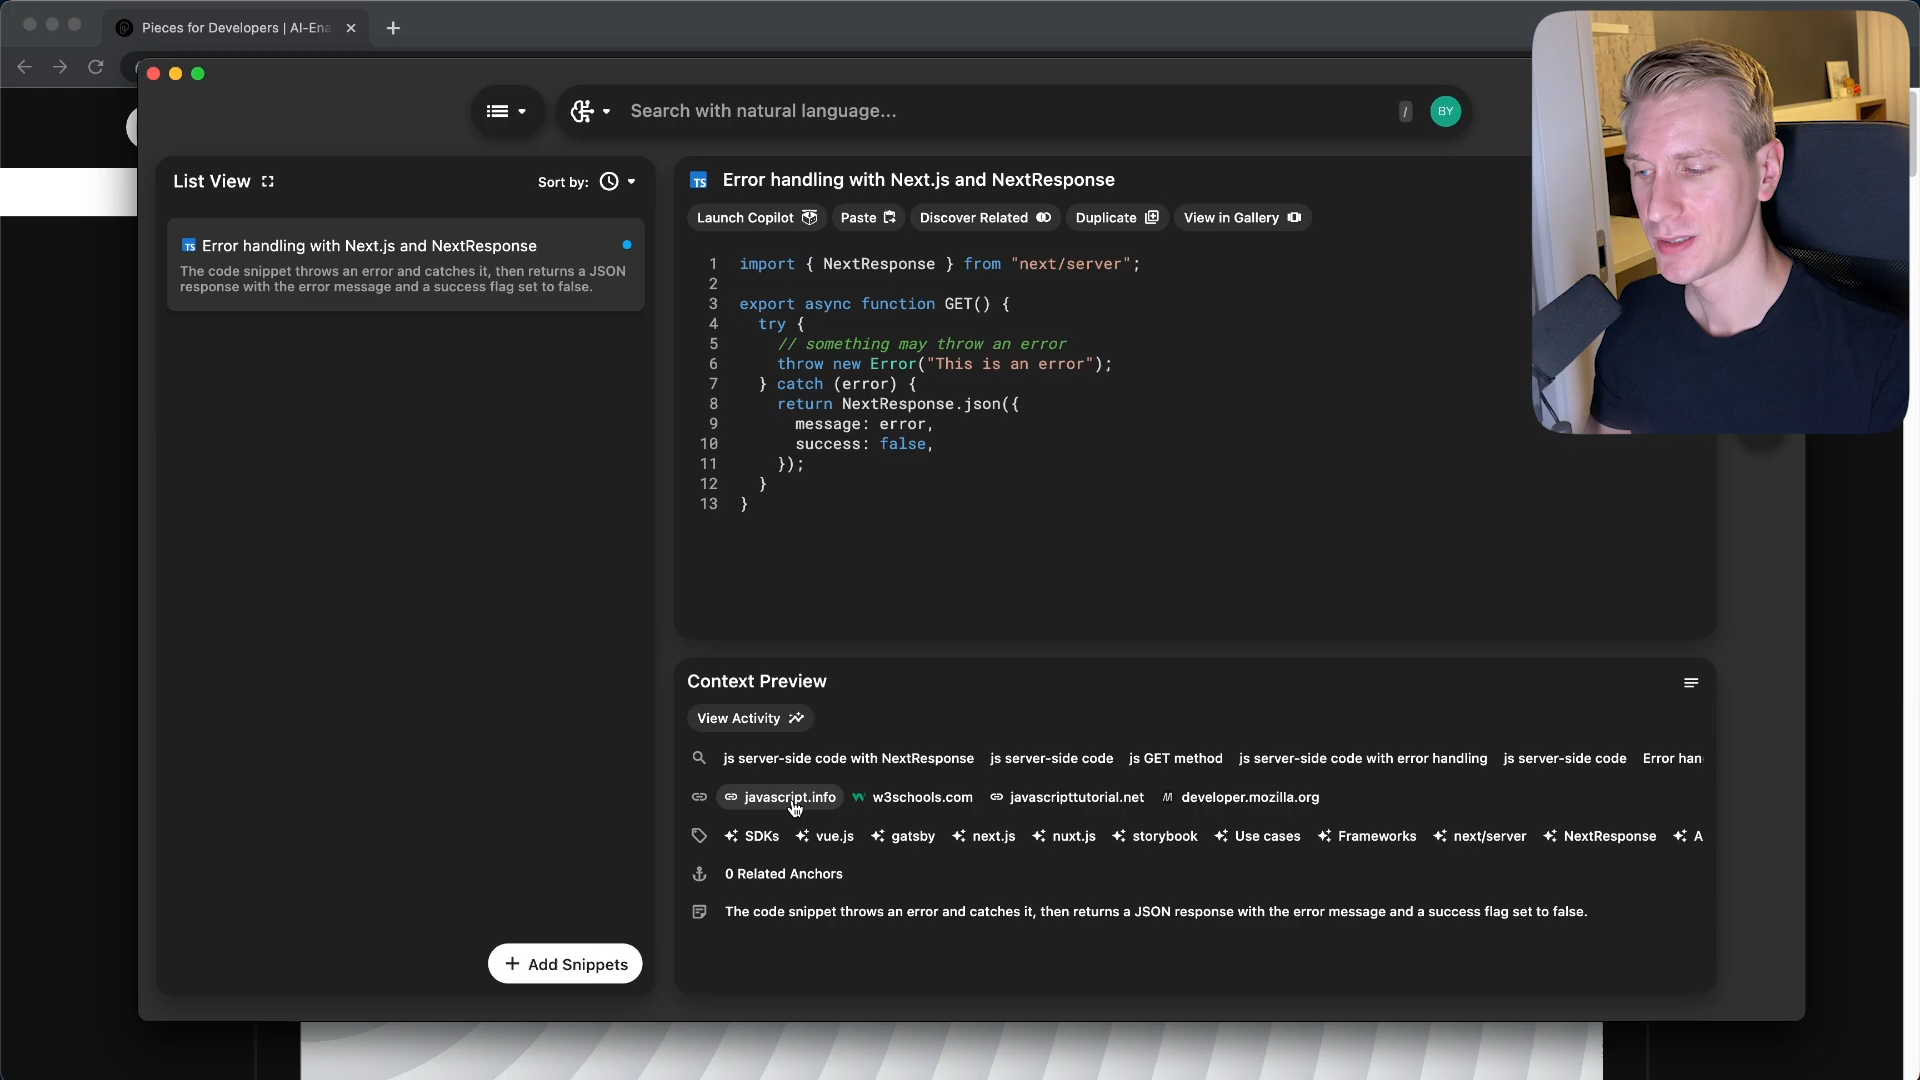 Pieces for Developers | AI-Ena
Search with natural language...
/
BY
List View
Sort by:
TS Error handling with Next.js and NextResponse
The code snippet throws an error and catches it, then returns a JSON
response with the error message and a success flag set to false.
Add Snippets
TS Error handling with Next.js and NextResponse
Launch Copilot Paste Discover Related Duplicate View in Gallery
1 import { NextResponse } from "next/server";
2
3 export async function GET() {
4 try {
5 // something may throw an error
6 throw new Error("This is an error");
7 } catch (error) {
8 return NextResponse.json({
9 message: error,
10 success: false,
11 });
12 }
13 }
Context Preview
View Activity
js server-side code with NextResponse js server-side code js GET method js server-side code with error handling js server-side code Error han
javascript.info w3schools.com javascripttutorial.net developer.mozilla.org
SDKs vue.js gatsby next.js nuxt.js storybook Use cases Frameworks next/server NextResponse A
0 Related Anchors
The code snippet throws an error and catches it, then returns a JSON response with the error message and a success flag set to false.